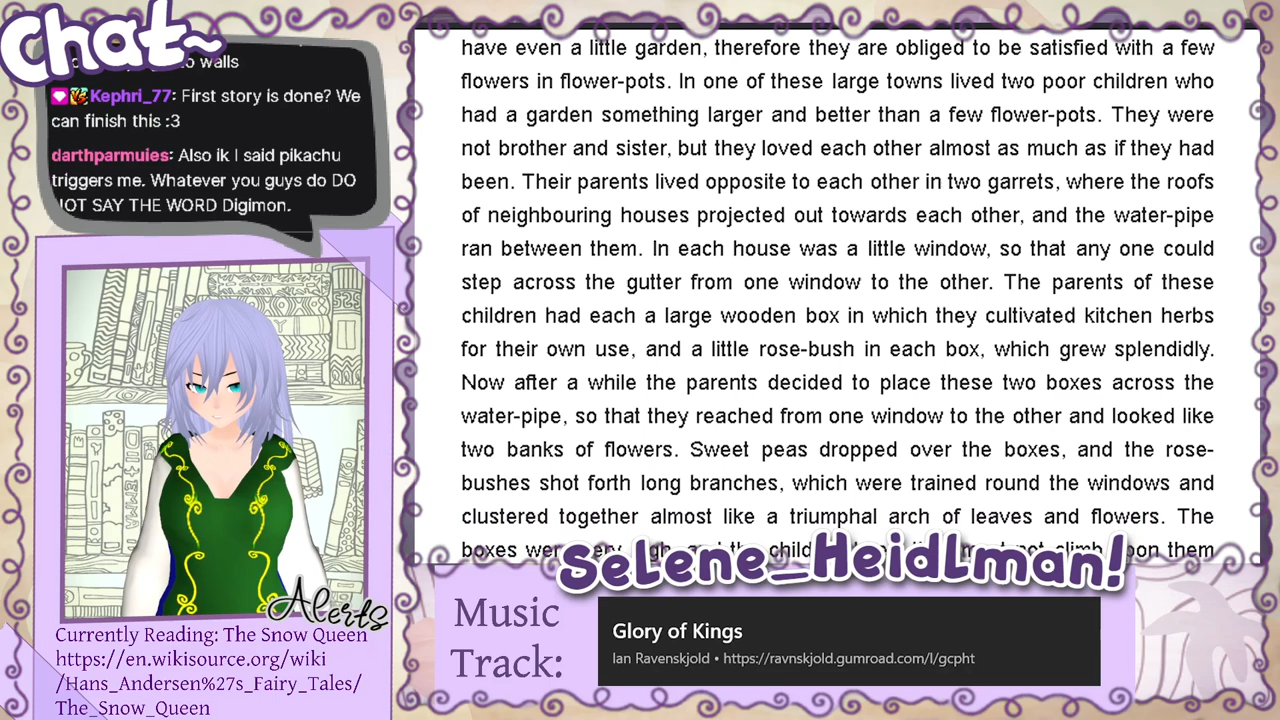 Chat~
to walls
Kephri_77: First story is done? We
can finish this :3
darthparmuies: Also ik I said pikachu
triggers me. Whatever you guys do DO
NOT SAY THE WORD Digimon.
have even a little garden, therefore they are obliged to be satisfied with a few
flowers in flower-pots. In one of these large towns lived two poor children who
had a garden something larger and better than a few flower-pots. They were
not brother and sister, but they loved each other almost as much as if they had
been. Their parents lived opposite to each other in two garrets, where the roofs
of neighbouring houses projected out towards each other, and the water-pipe
ran between them. In each house was a little window, so that any one could
step across the gutter from one window to the other. The parents of these
children had each a large wooden box in which they cultivated kitchen herbs
for their own use, and a little rose-bush in each box, which grew splendidly.
Now after a while the parents decided to place these two boxes across the
water-pipe, so that they reached from one window to the other and looked like
two banks of flowers. Sweet peas dropped over the boxes, and the rose-
bushes shot forth long branches, which were trained round the windows and
clustered together almost like a triumphal arch of leaves and flowers. The
boxes upon them
Selene_Heidlman!
EMMA
Alerts
Currently Reading: The Snow Queen
https://en.wikisource.org/wiki
/Hans_Andersen%27s_Fairy_Tales/
The_Snow_Queen
Music
Track:
Glory of Kings
Ian Ravenskjold • https://ravnskjold.gumroad.com/l/gcpht